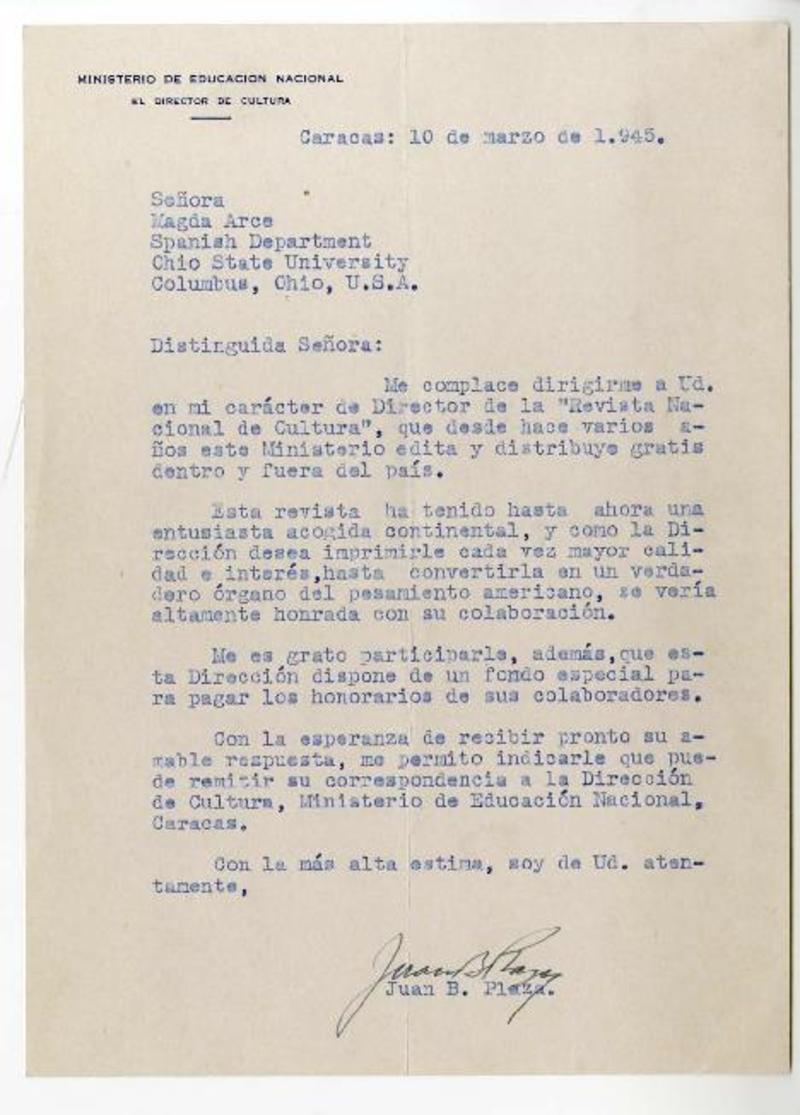 MINISTERIO DE EDUCACION NACIONAL
EL DIRECTOR DE CULTURA
Caracas: 10 de marzo de 1.945.
Señora
Magda Arce
Spanish Department
Ohio State University
Columbus, Ohio, U.S.A.
Distinguida Señora:
Me complace dirigirme a Ud.
en mi carácter de Director de la "Revista Na-
cional de Cultura", que desde hace varios a-
ños este Ministerio edita y distribuye gratis
dentro y fuera del país.
Esta revista ha tenido hasta ahora una
entusiasta acogida continental, y como la Di-
rección desea imprimirle cada vez mayor cali-
dad e interés,hasta convertirla en un verda-
dero órgano del pesamiento americano, se vería
altamente honrada con su colaboración.
Me es grato participarle, además,que es-
ta Dirección dispone de un fondo especial pa-
ra pagar los honorarios de sus colaboradores.
Con la esperanza de recibir pronto su a-
mable respuesta, me permito indicarle que pue-
de remitir su correspondencia a la Dirección
de Cultura, Ministerio de Educación Nacional,
Caracas.
Con la más alta estima, soy de Ud. aten-
tamente,
Juan B Plaza
Juan B. Plaza.